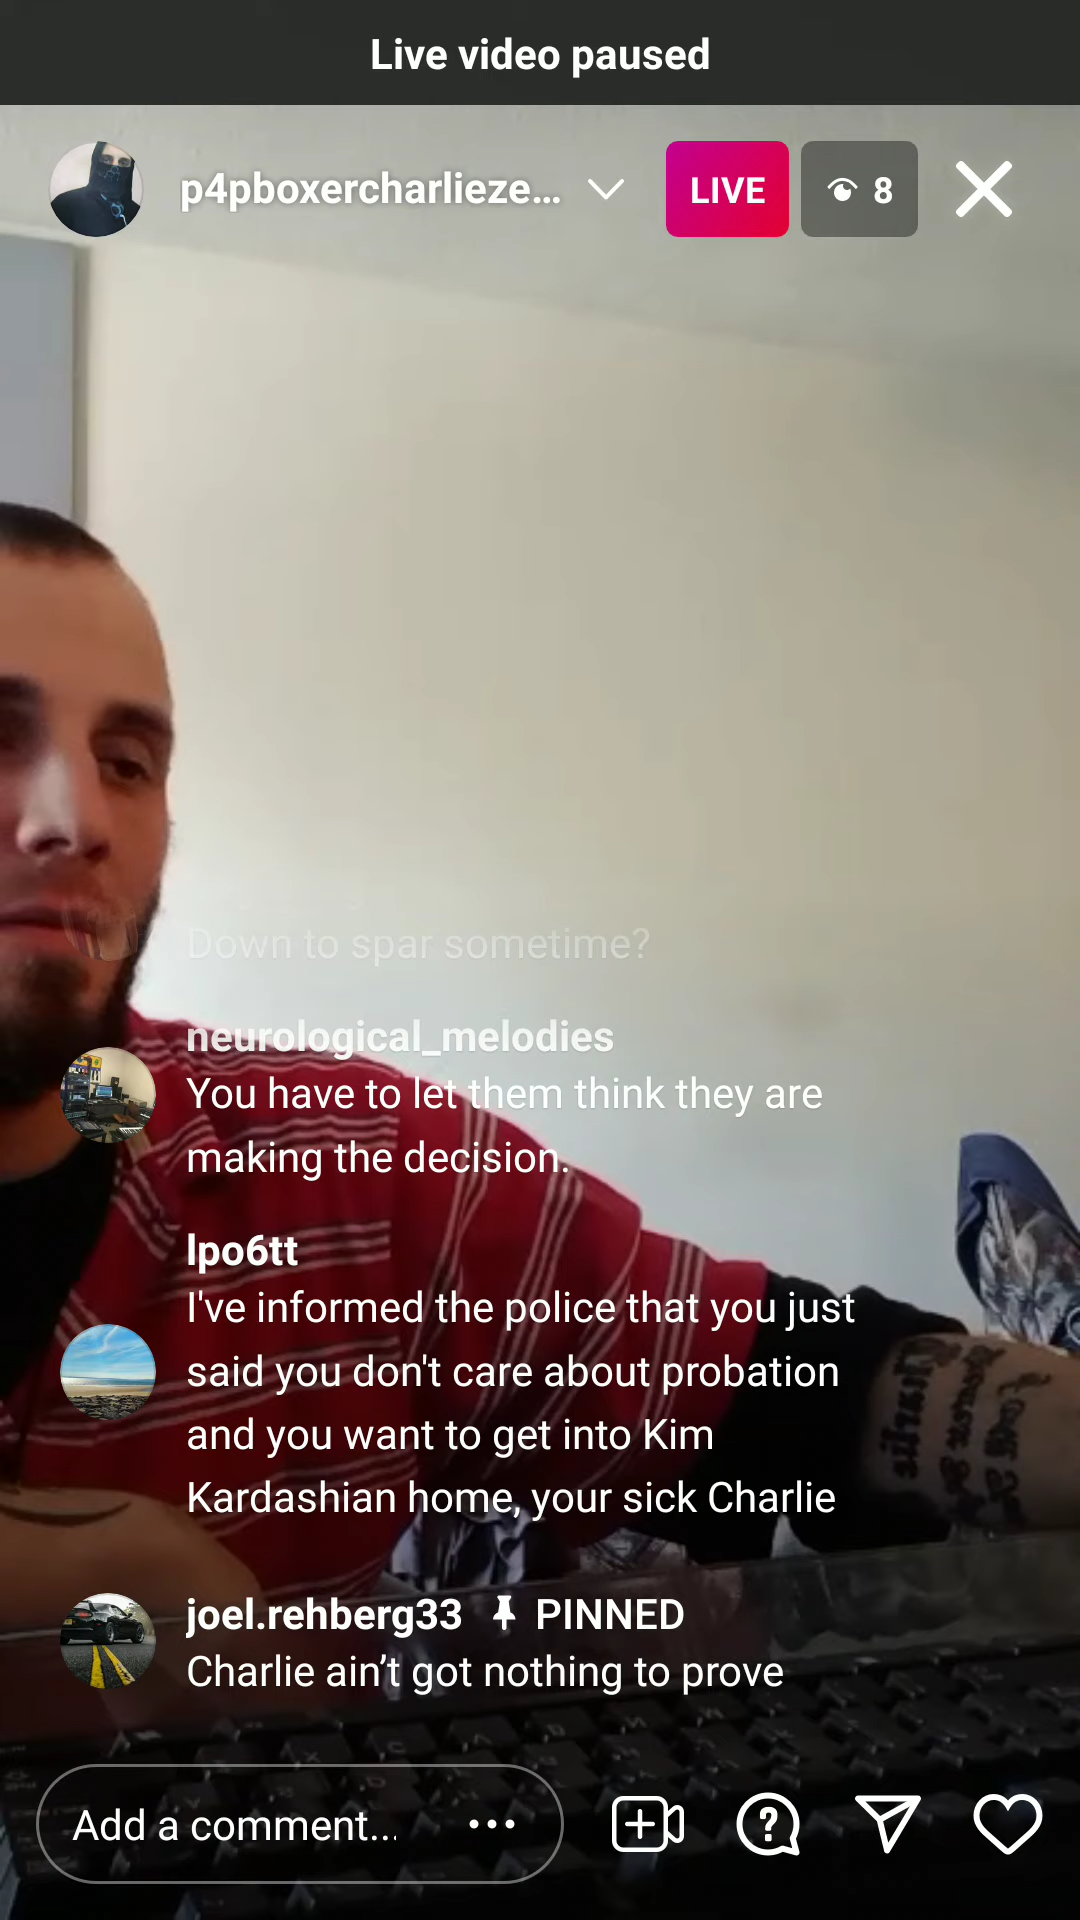 Live video paused
p4pboxercharlieze...
LIVE
8
Down to spar sometime?
neurological_melodies
You have to let them think they are
making the decision.
lpo6tt
I've informed the police that you just
said you don't care about probation
and you want to get into Kim
Kardashian home, your sick Charlie
joel.rehberg33 PINNED
Charlie ain’t got nothing to prove
Add a comment...